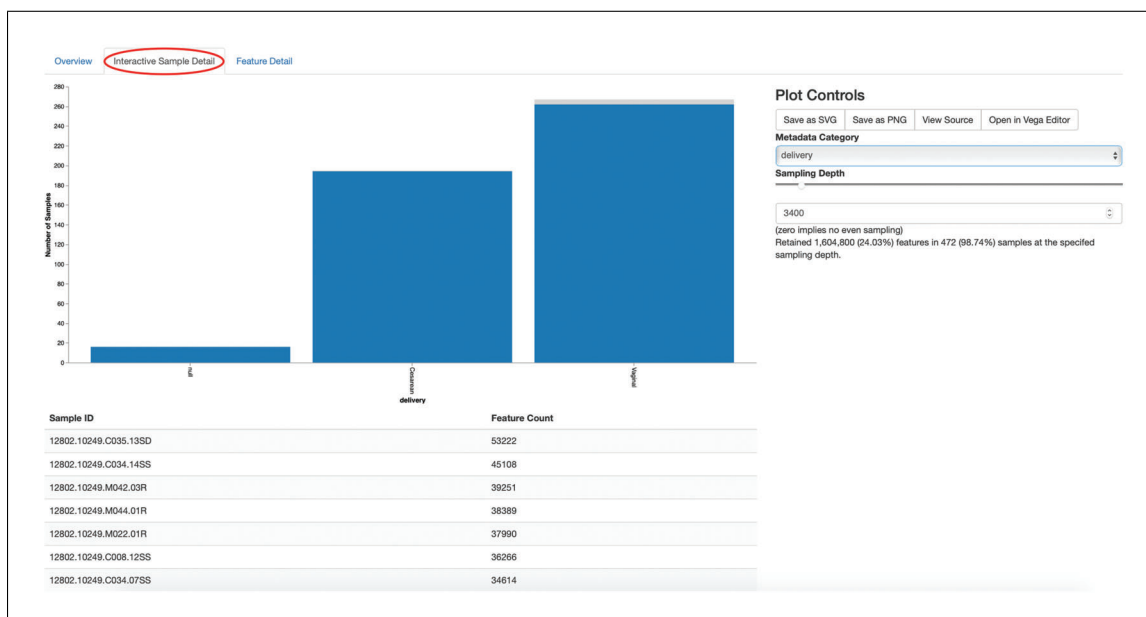 Overview Interactive Sample Detail Feature Detail
280
260
240
220
200
180
160
140
120
100
80
60
40
20
0
Number of Samples
null
Cesarean
Vaginal
delivery
Plot Controls
Save as SVG Save as PNG View Source Open in Vega Editor
Metadata Category
delivery
Sampling Depth
3400
(zero implies no even sampling)
Retained 1,604,800 (24.03%) features in 472 (98.74%) samples at the specifed
sampling depth.
Sample ID Feature Count
12802.10249.C035.13SD 53222
12802.10249.C034.14SS 45108
12802.10249.M042.03R 39251
12802.10249.M044.01R 38389
12802.10249.M022.01R 37990
12802.10249.C008.12SS 36266
12802.10249.C034.07SS 34614